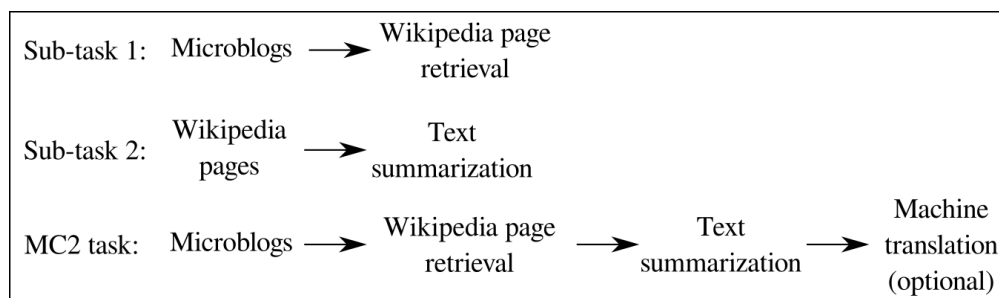 Sub-task 1: Microblogs Wikipedia page
retrieval
Sub-task 2: Wikipedia
pages Text
summarization
MC2 task: Microblogs Wikipedia page
retrieval Text
summarization Machine
translation
(optional)